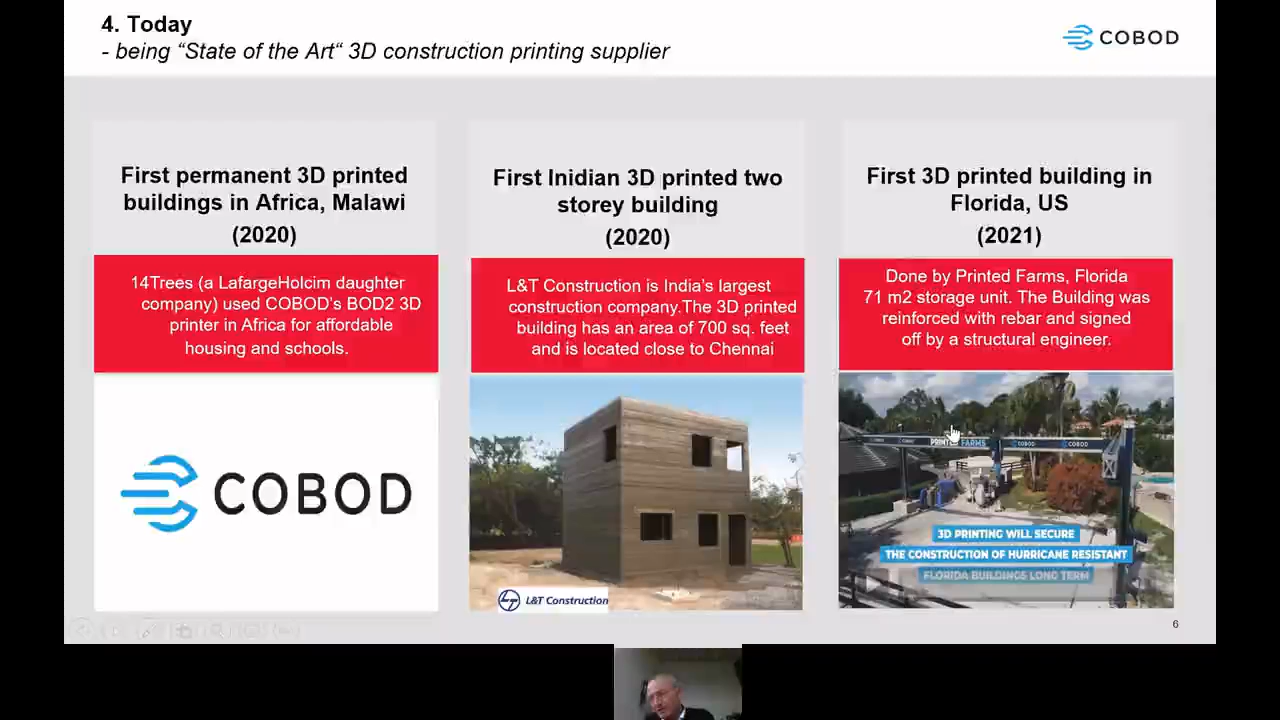 4. Today
- being “State of the Art“ 3D construction printing supplier
COBOD
First permanent 3D printed
buildings in Africa, Malawi
(2020)
14Trees (a LafargeHolcim daughter
company) used COBOD's BOD2 3D
printer in Africa for affordable
housing and schools.
COBOD
First Inidian 3D printed two
storey building
(2020)
L&T Construction is India's largest
construction company.The 3D printed
building has an area of 700 sq. feet
and is located close to Chennai
L&T Construction
First 3D printed building in
Florida, US
(2021)
Done by Printed Farms, Florida
71 m2 storage unit. The Building was
reinforced with rebar and signed
off by a structural engineer.
FARMS
COBOD COBOD
3D PRINTING WILL SECURE
THE CONSTRUCTION OF HURRICANE RESISTANT
FLORIDA BUILDINGS LONG TERM
6